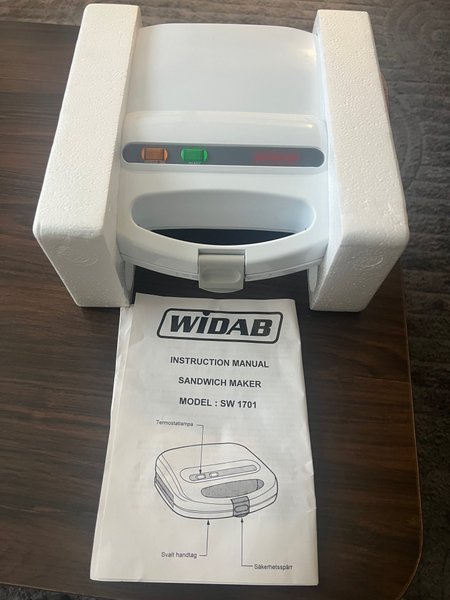 WiDAB
INSTRUCTION MANUAL
SANDWICH MAKER
MODEL : SW 1701
Termostatlampa
Svalt handtag
Säkerhetsspärr